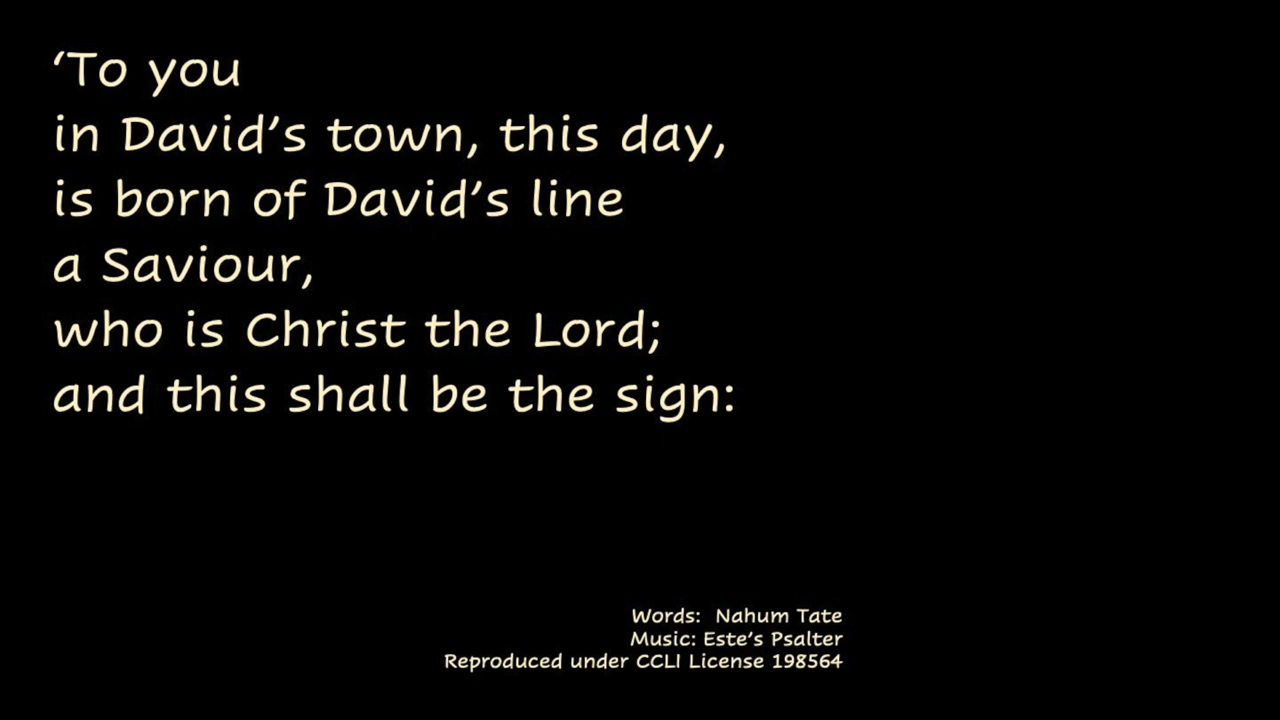 ‘To you
in David’s town, this day,
is born of David’s line
a Saviour,
who is Christ the Lord;
and this shall be the sign:
Words:  Nahum Tate
Music: Este’s Psalter
Reproduced under CCLI License 198564